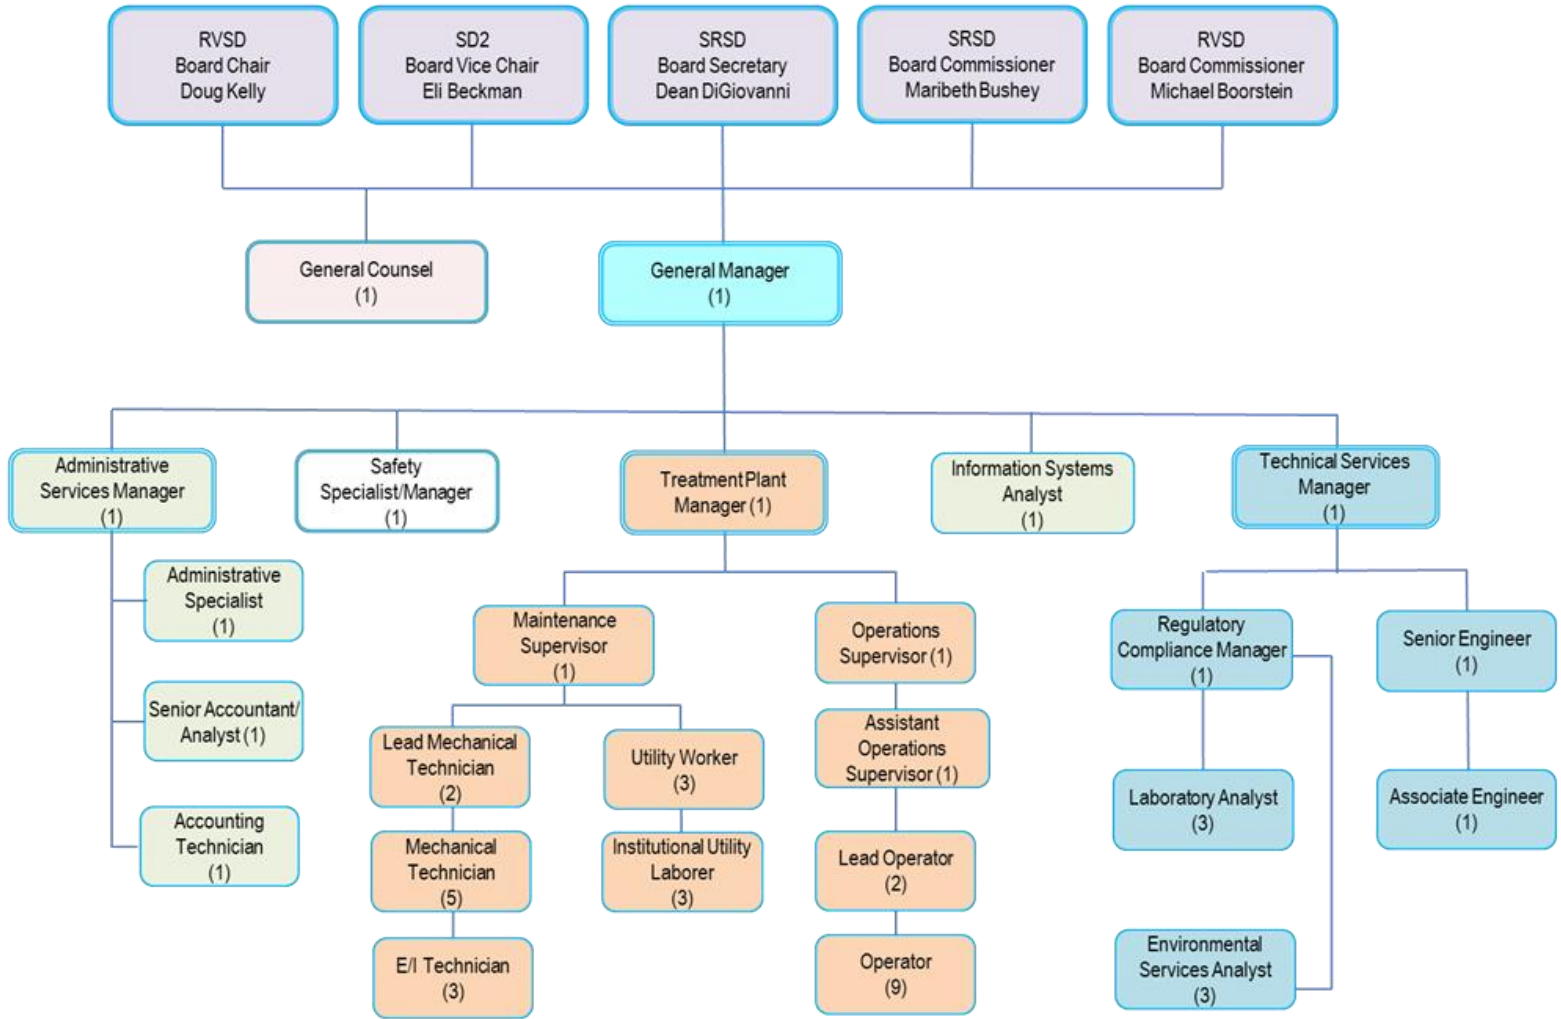 RVSD
Board Chair
Doug Kelly
SD2
Board Vice Chair
Eli Beckman
SRSD
Board Secretary
Dean DiGiovanni
SRSD
Board Commissioner
Maribeth Bushey
RVSD
Board Commissioner
Michael Boorstein
General Counsel
(1)
General Manager
(1)
Administrative
Services Manager
(1)
Safety
Specialist/Manager
(1)
Treatment Plant
Manager (1)
Information Systems
Analyst
(1)
Technical Services
Manager
(1)
Administrative
Specialist
(1)
Senior Accountant/
Analyst (1)
Accounting
Technician
(1)
Maintenance
Supervisor
(1)
Lead Mechanical
Technician
(2)
Mechanical
Technician
(5)
E/I Technician
(3)
Utility Worker
(3)
Institutional Utility
Laborer
(3)
Operations
Supervisor (1)
Assistant
Operations
Supervisor (1)
Lead Operator
(2)
Operator
(9)
Regulatory
Compliance Manager
(1)
Laboratory Analyst
(3)
Environmental
Services Analyst
(3)
Senior Engineer
(1)
Associate Engineer
(1)